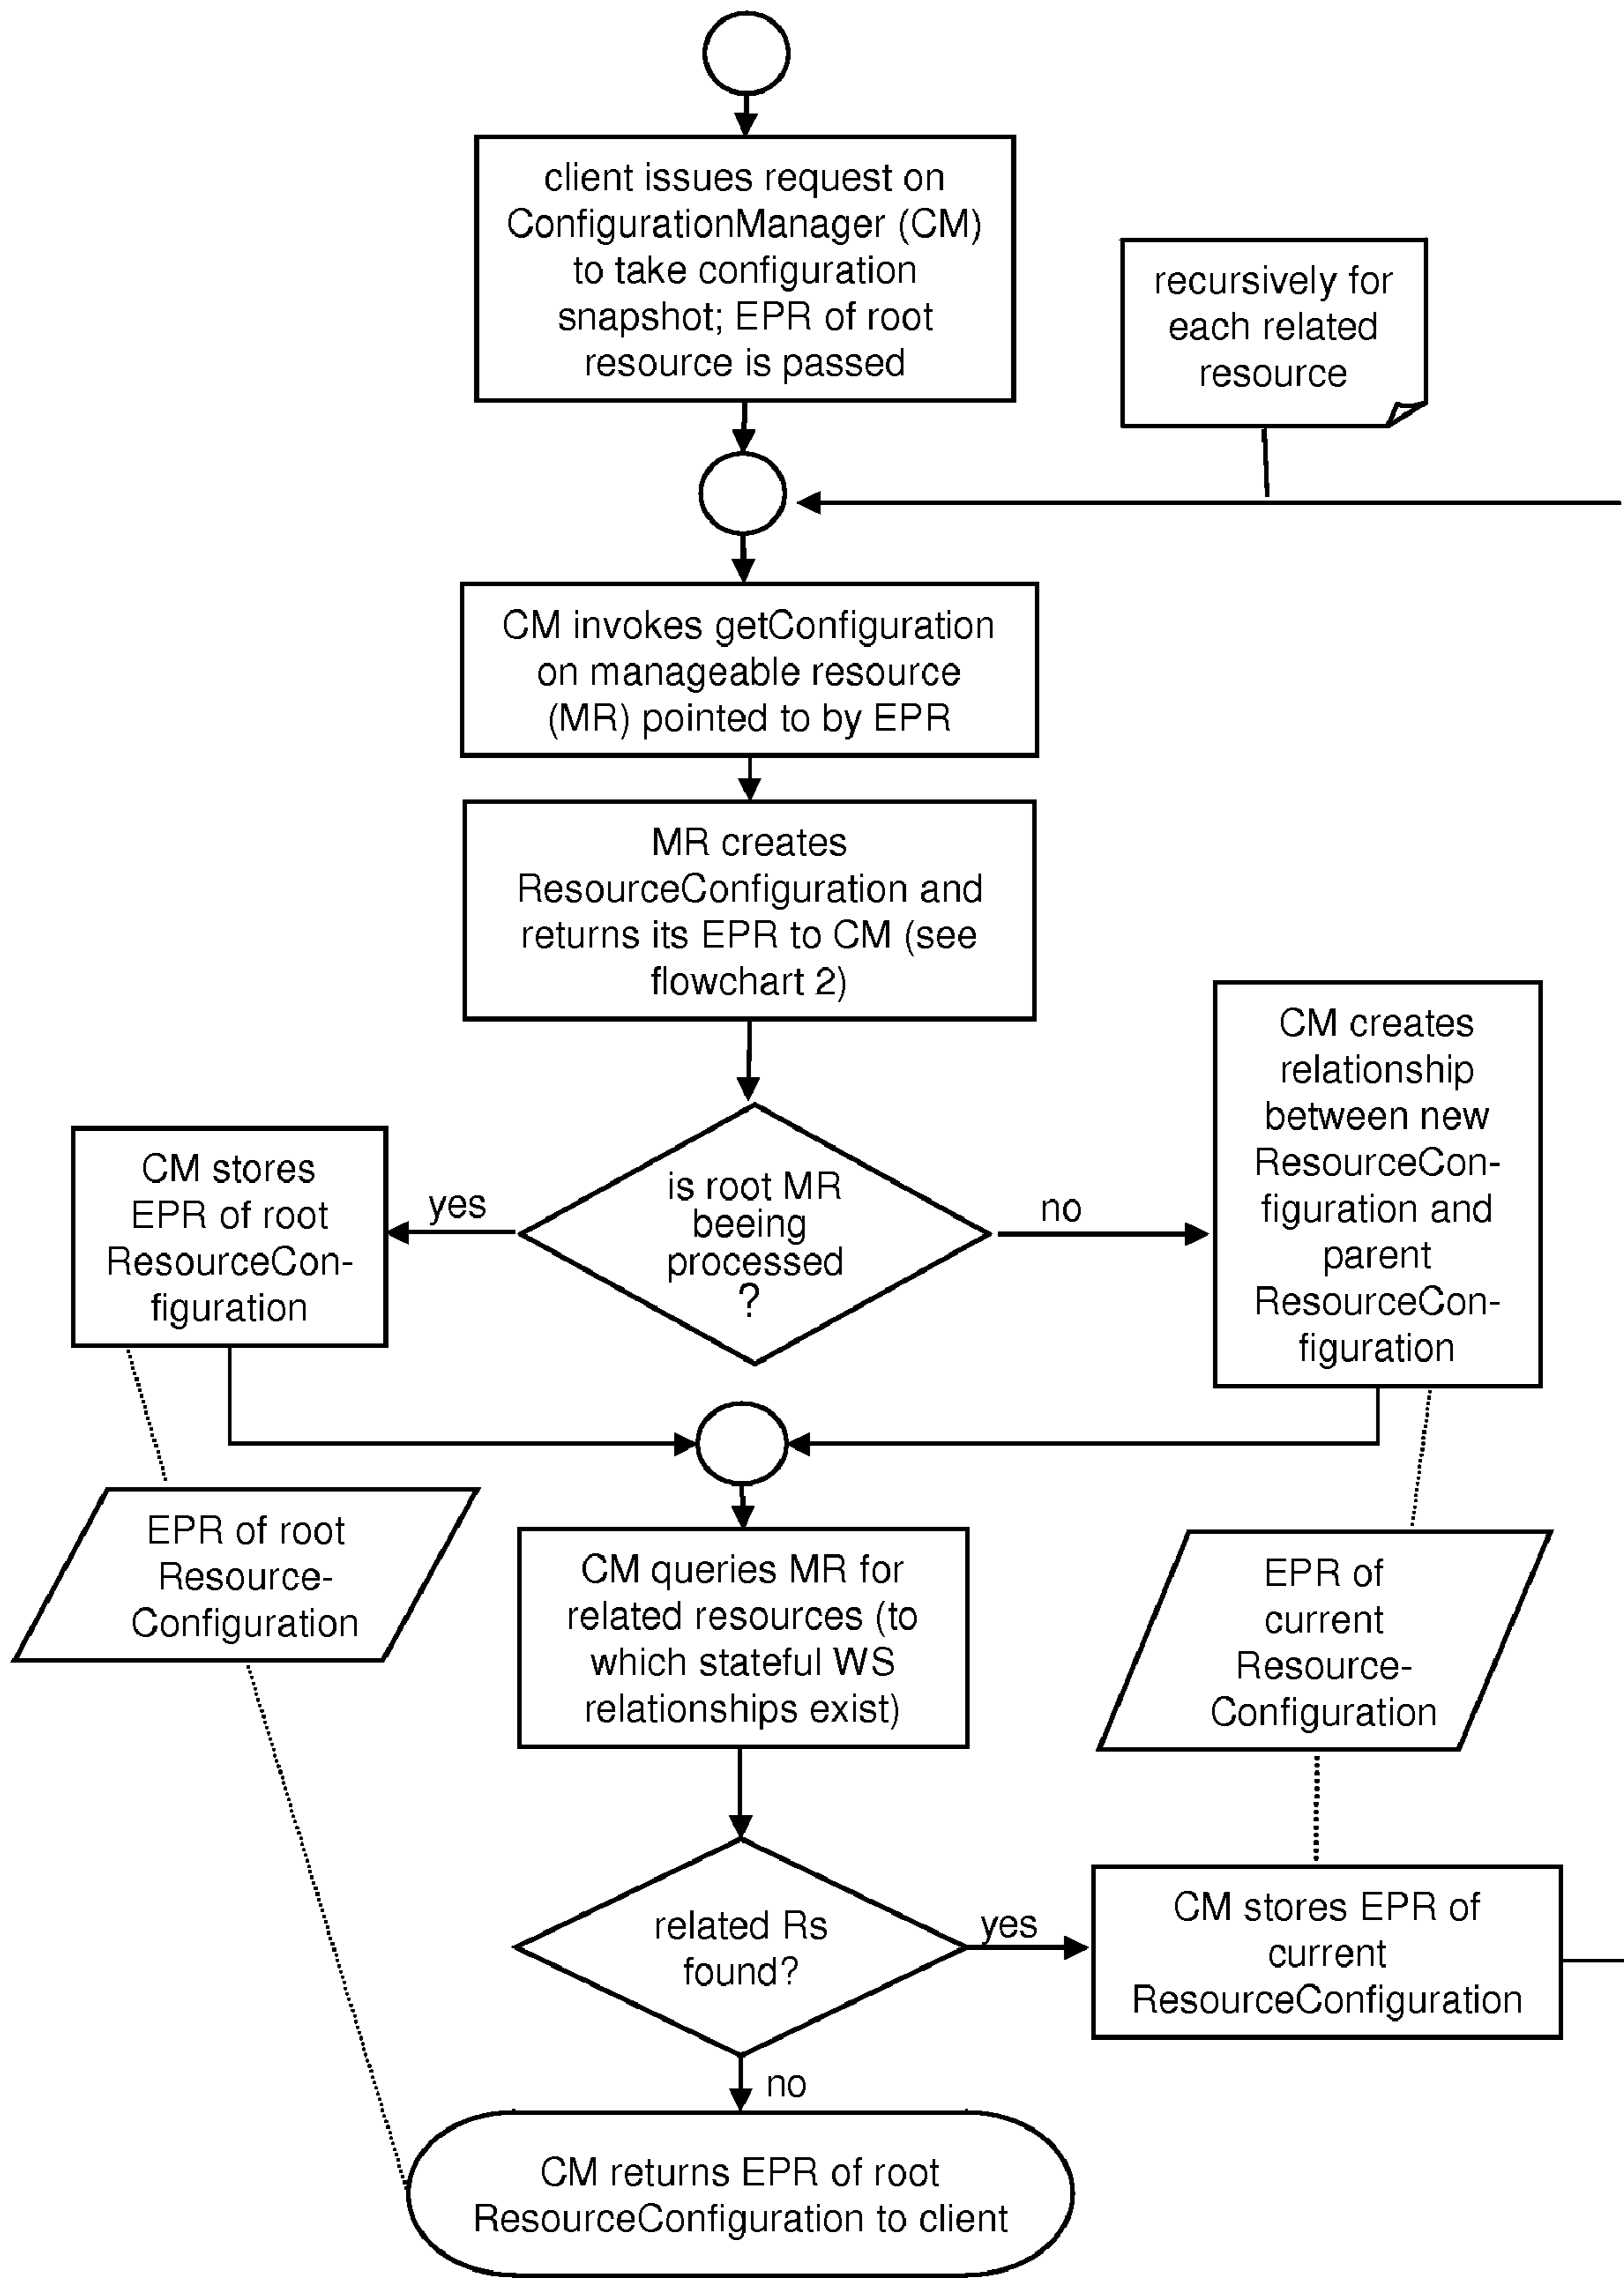 client issues request on
ConfigurationManager (CM)
to take configuration
snapshot; EPR of root
resource is passed
recursively for
each related
resource
CM invokes getConfiguration
on manageable resource
(MR) pointed to by EPR
MR creates
ResourceConfiguration and
returns its EPR to CM (see
flowchart 2)
CM stores
EPR of root
ResourceCon-
figuration
yes
is root MR
beeing
processed
?
no
CM creates
relationship
between new
ResourceCon-
figuration and
parent
ResourceCon-
figuration
EPR of root
Resource-
Configuration
CM queries MR for
related resources (to
which stateful WS
relationships exist)
EPR of
current
Resource-
Configuration
related Rs
found?
yes
CM stores EPR of
current
ResourceConfiguration
no
CM returns EPR of root
ResourceConfiguration to client